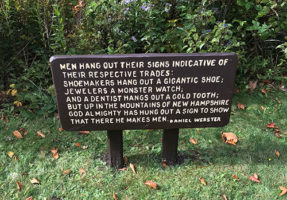 MEN HANG OUT THEIR SIGNS INDICATIVE OF
THEIR RESPECTIVE TRADES:
SHOEMAKERS HANG OUT A GIGANTIC SHOE;
JEWELERS A MONSTER WATCH,
AND A DENTIST HANGS OUT A GOLD TOOTH;
BUT UP IN THE MOUNTAINS OF NEW HAMPSHIRE
GOD ALMIGHTY HAS HUNG OUT A SIGN TO SHOW
THAT THERE HE MAKES MEN. DANIEL WEBSTER